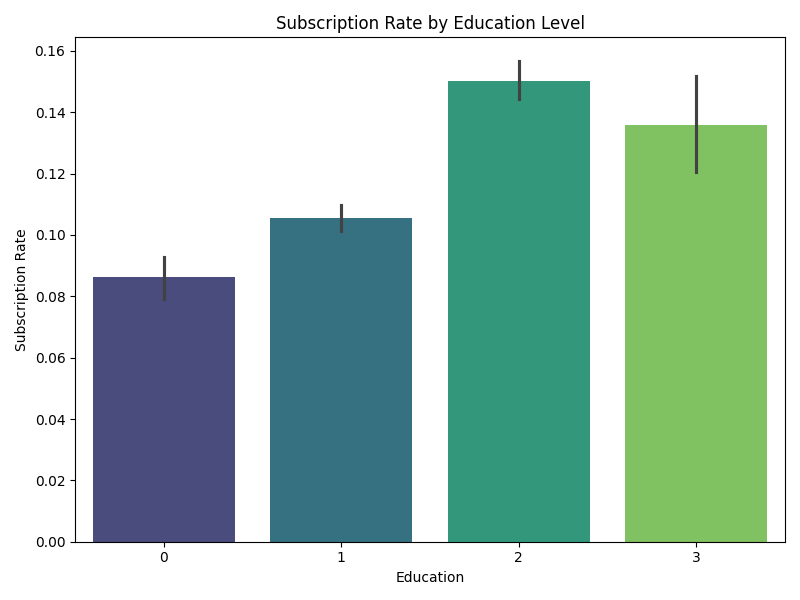 Subscription Rate by Education Level
Subscription Rate
0.16
0.14
0.12
0.10
0.08
0.06
0.04
0.02
0.00
0 1 2 3
Education